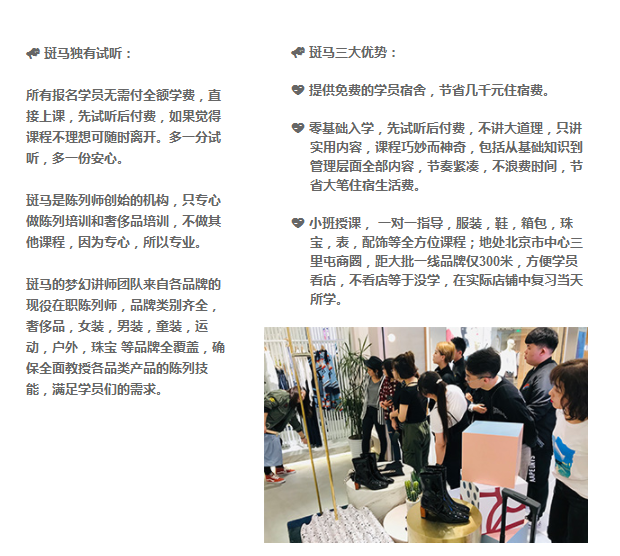 斑马独有试听：
所有报名学员无需付全额学费，直
接上课，先试听后付费，如果觉得
课程不理想可随时离开。多一分试
听，多一份安心。
斑马是陈列师创始的机构，只专心
做陈列培训和奢侈品培训，不做其
他课程，因为专心，所以专业。
斑马的梦幻讲师团队来自各品牌的
现役在职陈列师，品牌类别齐全，
奢侈品，女装，男装，童装，运
动，户外，珠宝 等品牌全覆盖，确
保全面教授各品类产品的陈列技
能，满足学员们的需求。
斑马三大优势：
提供免费的学员宿舍，节省几千元住宿费。
零基础入学，先试听后付费，不讲大道理，只讲
实用内容，课程巧妙而神奇，包括从基础知识到
管理层面全部内容，节奏紧凑，不浪费时间，节
省大笔住宿生活费。
小班授课， 一对一指导，服装，鞋，箱包，珠
宝，表，配饰等全方位课程；地处北京市中心三
里屯商圈，距大批一线品牌仅300米，方便学员
看店，不看店等于没学，在实际店铺中复习当天
所学。